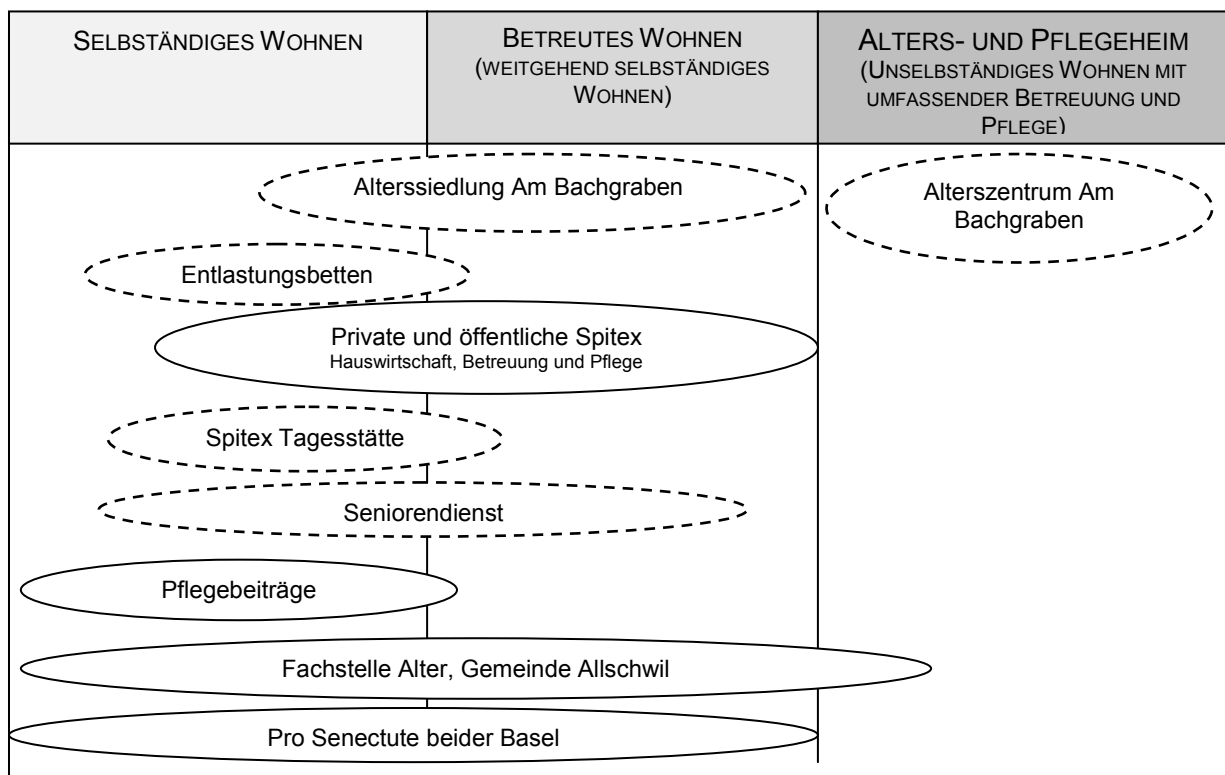 SELBSTÄNDIGES WOHNEN
BETREUTES WOHNEN
(WEITGEHEND SELBSTÄNDIGES
WOHNEN)
ALTERS- UND PFLEGEHEIM
(UNSELBSTÄNDIGES WOHNEN MIT
UMFASSENDER BETREUUNG UND
PFLEGE)
Alterssiedlung Am Bachgraben
Alterszentrum Am
Bachgraben
Entlastungsbetten
Private und öffentliche Spitex
Hauswirtschaft, Betreuung und Pflege
Spitex Tagesstätte
Seniorendienst
Pflegebeiträge
Fachstelle Alter, Gemeinde Allschwil
Pro Senectute beider Basel